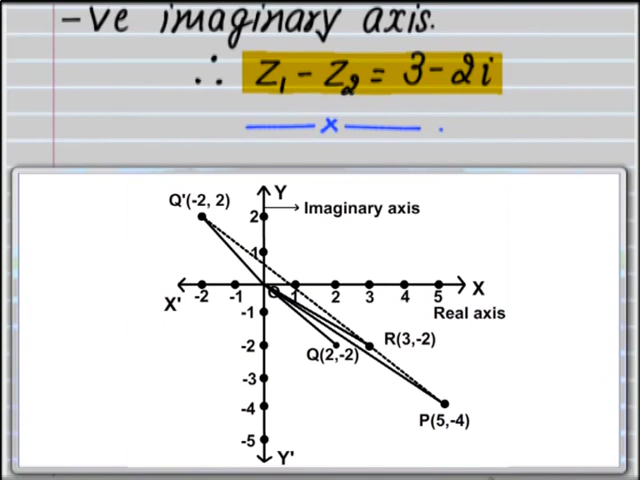 -ve imaginary axis.
∴ Z₁ - Z₂ = 3 - 2i
x
Q'(-2, 2)
Y
Imaginary axis
2
1
X' -2 -1 O 1 2 3 4 5 X
Real axis
-1
R(3,-2)
-2
Q(2,-2)
-3
-4
P(5,-4)
-5
Y'